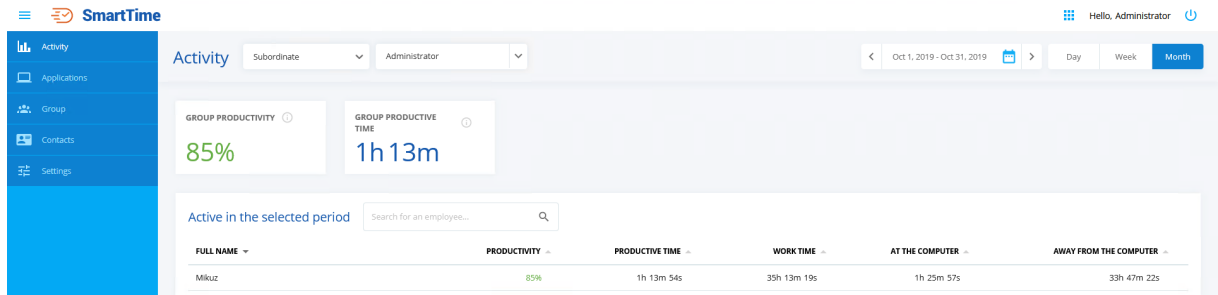 SmartTime
Hello, Administrator
Activity
Applications
Group
Contacts
Settings
Activity
Subordinate
Administrator
Oct 1, 2019 - Oct 31, 2019
Day
Week
Month
GROUP PRODUCTIVITY
85%
GROUP PRODUCTIVE
TIME
1h 13m
Active in the selected period
Search for an employee...
FULL NAME PRODUCTIVITY PRODUCTIVE TIME WORK TIME AT THE COMPUTER AWAY FROM THE COMPUTER
Mikuz 85% 1h 13m 54s 35h 13m 19s 1h 25m 57s 33h 47m 22s